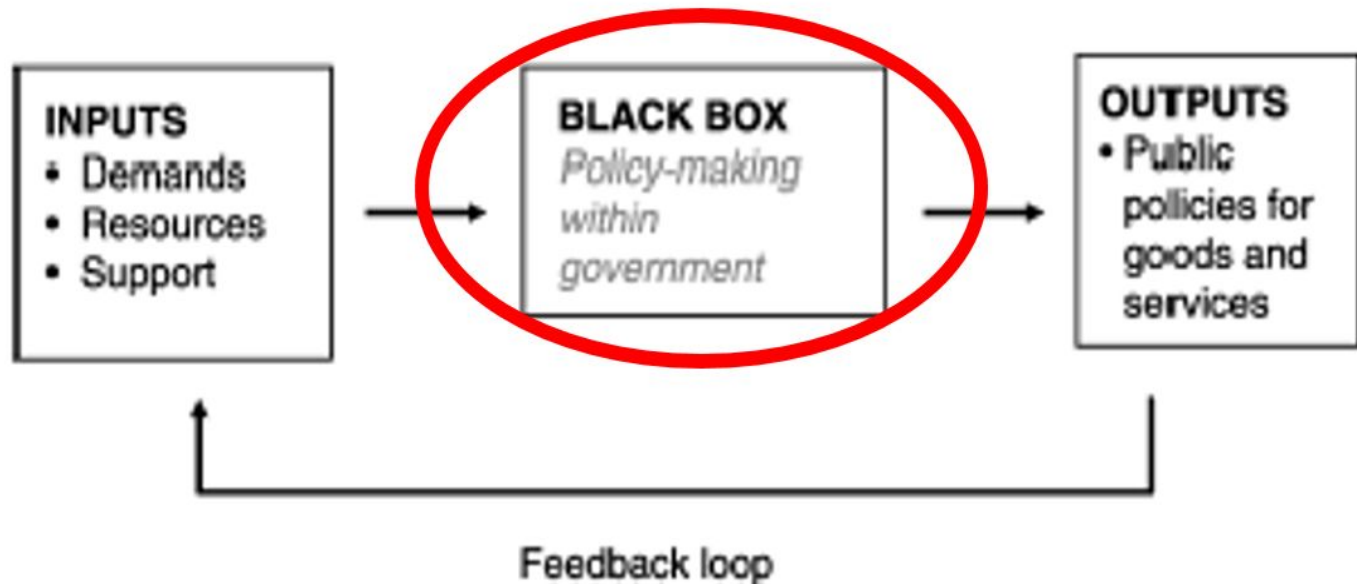 INPUTS
• Demands
• Resources
• Support
BLACK BOX
Policy-making
within
government
OUTPUTS
• Public
policies for
goods and
services
Feedback loop